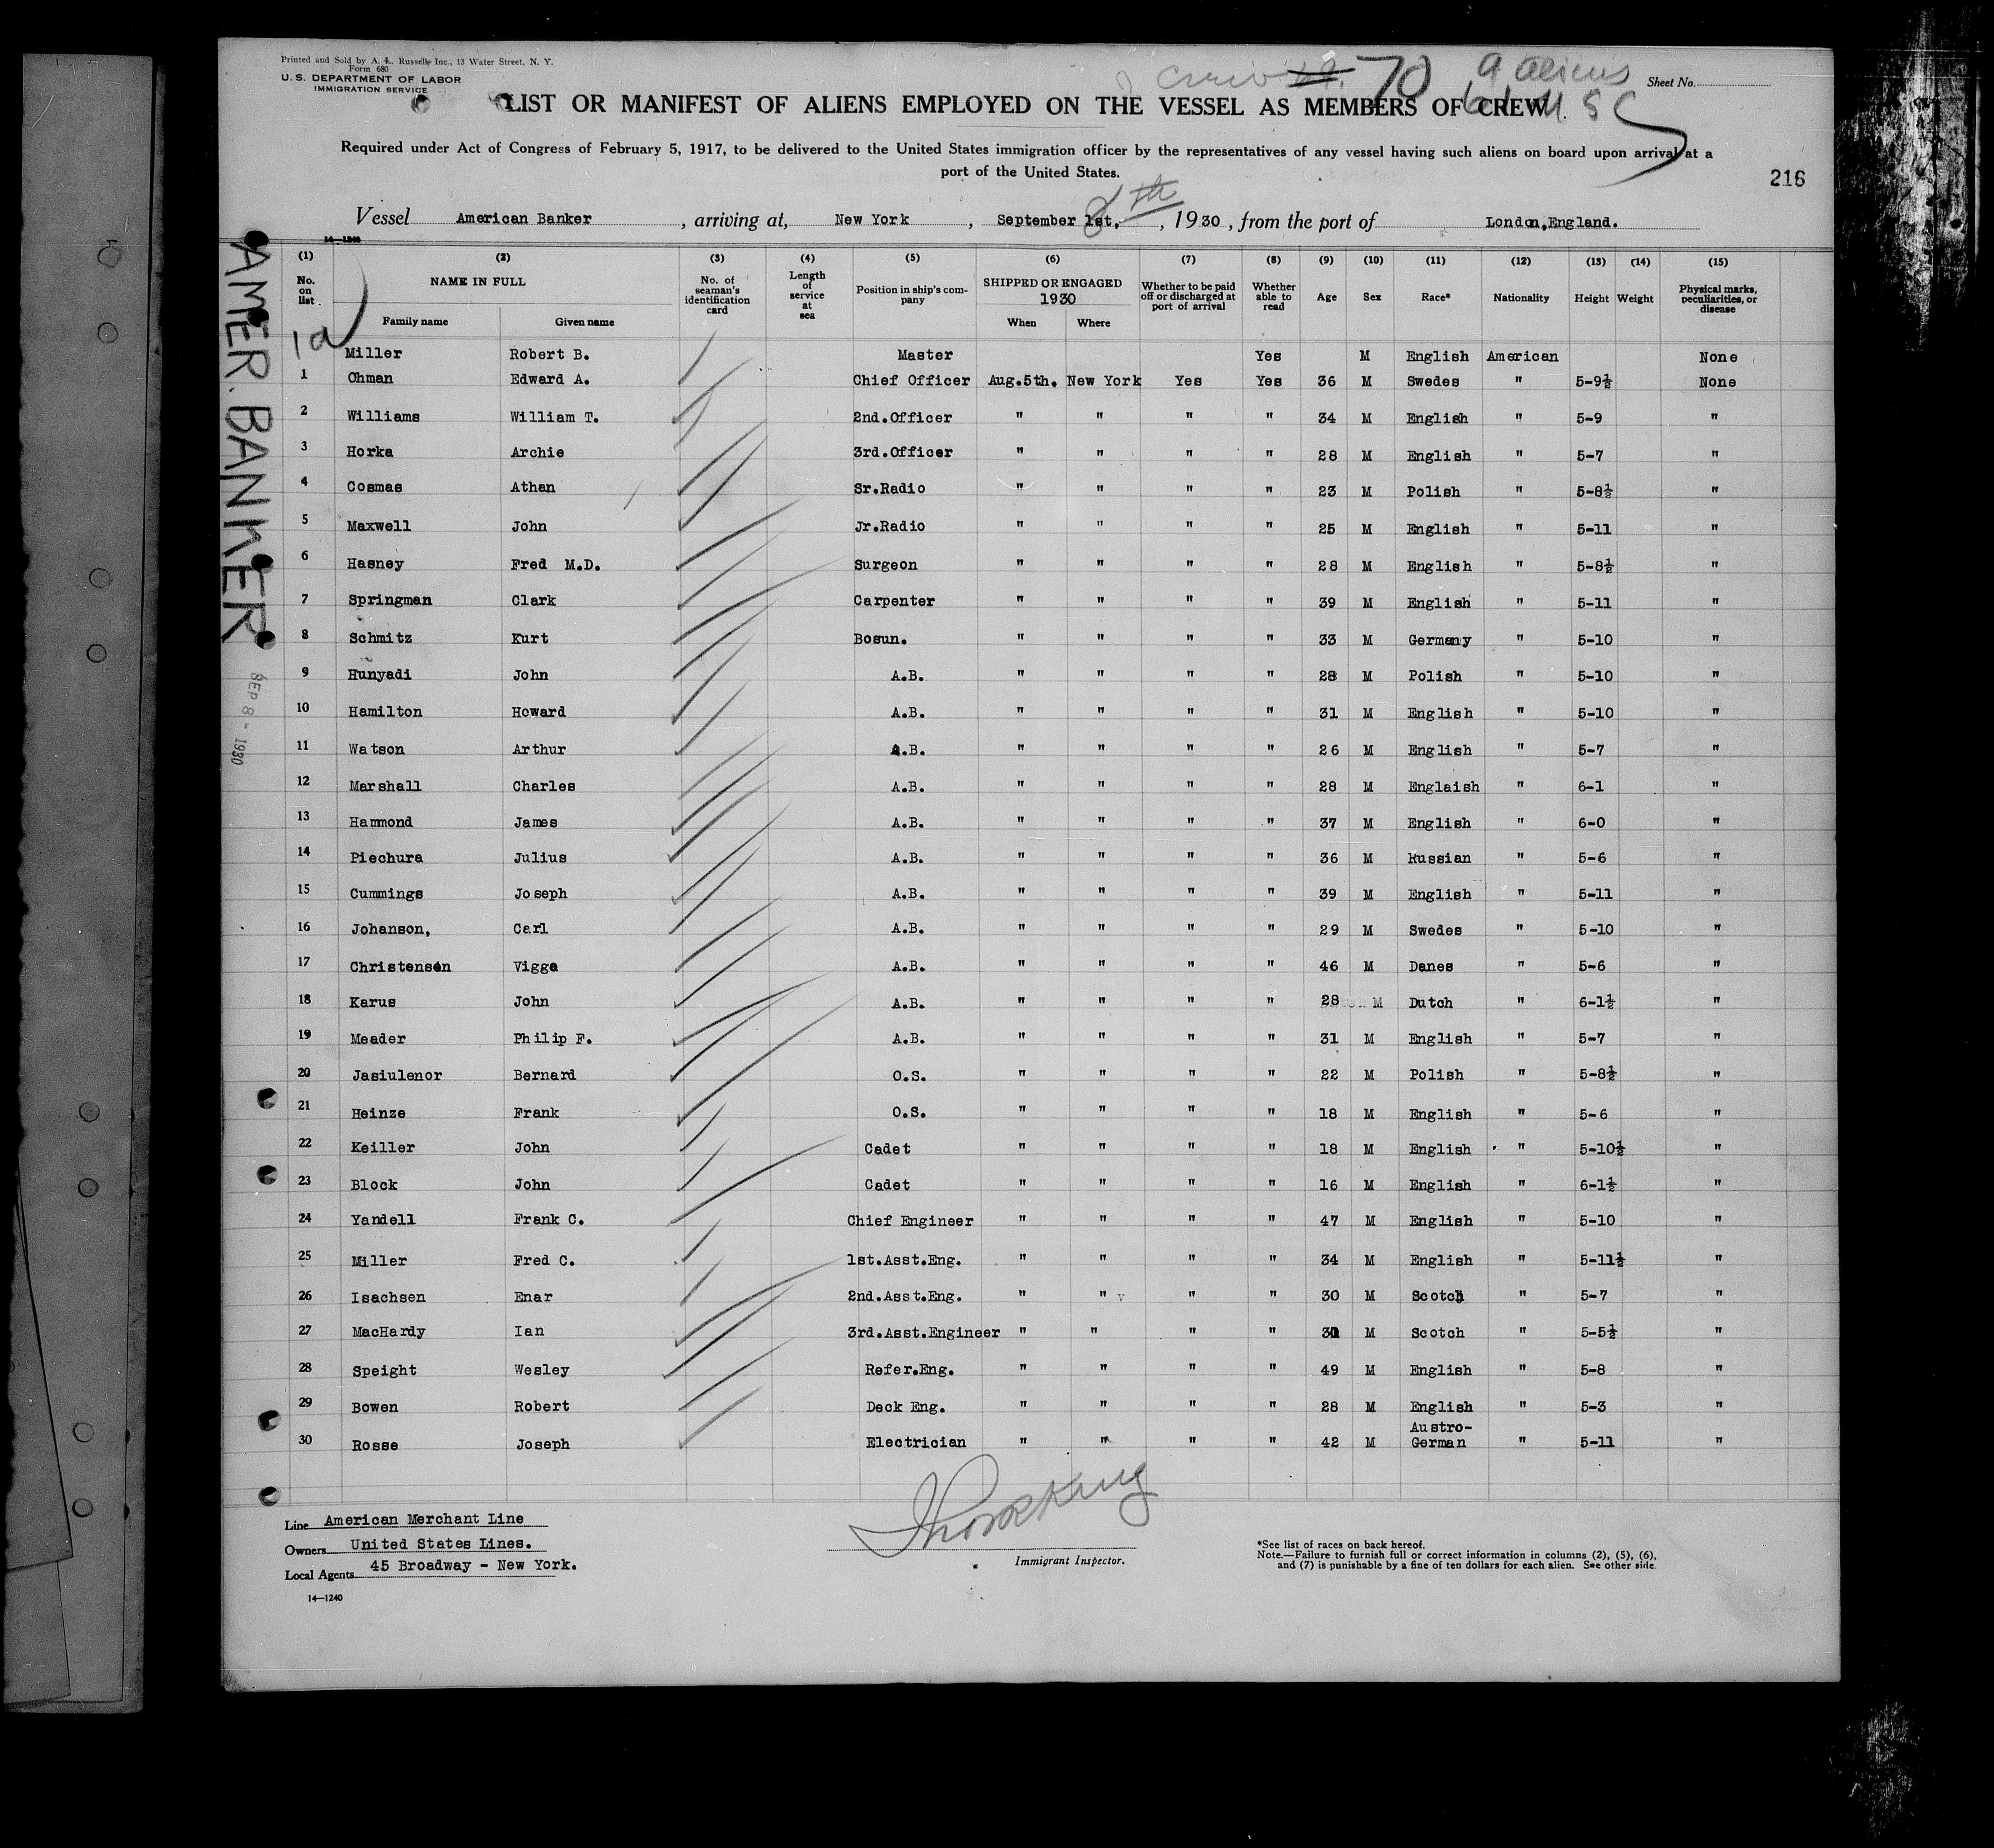 Printed and Sold by A. L. Russell, Inc., 13 Water Street, N. Y.
Form 680
U. S. DEPARTMENT OF LABOR
IMMIGRATION SERVICE
crew 70 9 aliens
61 U S C
Sheet No.
LIST OR MANIFEST OF ALIENS EMPLOYED ON THE VESSEL AS MEMBERS OF CREW
Required under Act of Congress of February 5, 1917, to be delivered to the United States immigration officer by the representatives of any vessel having such aliens on board upon arrival at a
port of the United States.
216
Vessel American Banker , arriving at, New York , September 1st. 8th , 1930 , from the port of London,England.
14—1240
AMER. BANKER
SEP 8 - 1930
(1) (2) (3) (4) (5) (6) (7) (8) (9) (10) (11) (12) (13) (14) (15)
No. on list NAME IN FULL No. of seaman's identification card Length of service at sea Position in ship's company SHIPPED OR ENGAGED 1930 Whether to be paid off or discharged at port of arrival Whether able to read Age Sex Race* Nationality Height Weight Physical marks, peculiarities, or disease
Family name Given name When Where
1a Miller Robert B. Master Yes M English American None
1 Ohman Edward A. Chief Officer Aug.5th. New York Yes Yes 36 M Swedes " 5-9½ None
2 Williams William T. 2nd.Officer " " " " 34 M English " 5-9 "
3 Horka Archie 3rd.Officer " " " " 28 M English " 5-7 "
4 Cosmas Athan Sr.Radio " " " " 23 M Polish " 5-8½ "
5 Maxwell John Jr.Radio " " " " 25 M English " 5-11 "
6 Hasney Fred M.D. Surgeon " " " " 28 M English " 5-8½ "
7 Springman Clark Carpenter " " " " 39 M English " 5-11 "
8 Schmitz Kurt Bosun. " " " " 33 M Germany " 5-10 "
9 Hunyadi John A.B. " " " " 28 M Polish " 5-10 "
10 Hamilton Howard A.B. " " " " 31 M English " 5-10 "
11 Watson Arthur A.B. " " " " 26 M English " 5-7 "
12 Marshall Charles A.B. " " " " 28 M Englaish " 6-1 "
13 Hammond James A.B. " " " " 37 M English " 6-0 "
14 Piechura Julius A.B. " " " " 36 M Russian " 5-6 "
15 Cummings Joseph A.B. " " " " 39 M English " 5-11 "
16 Johanson, Carl A.B. " " " " 29 M Swedes " 5-10 "
17 Christensen Vigge A.B. " " " " 46 M Danes " 5-6 "
18 Karus John A.B. " " " " 28 M Dutch " 6-1½ "
19 Meader Philip F. A.B. " " " " 31 M English " 5-7 "
20 Jasiulenor Bernard O.S. " " " " 22 M Polish " 5-8½ "
21 Heinze Frank O.S. " " " " 18 M English " 5-6 "
22 Keiller John Cadet " " " " 18 M English " 5-10½ "
23 Block John Cadet " " " " 16 M English " 6-1½ "
24 Yandell Frank C. Chief Engineer " " " " 47 M English " 5-10 "
25 Miller Fred C. 1st.Asst.Eng. " " " " 34 M English " 5-11½ "
26 Isachsen Enar 2nd.Asst.Eng. " " " " 30 M Scotch " 5-7 "
27 MacHardy Ian 3rd.Asst.Engineer " " " " M Scotch " 5-5½ "
28 Speight Wesley Refer.Eng. " " " " 49 M English " 5-8 "
29 Bowen Robert Deck Eng. " " " " 28 M English " 5-3 "
30 Rosse Joseph Electrician " " " " 42 M Austro-German " 5-11 "
Line American Merchant Line
Owners United States Lines.
Local Agents 45 Broadway - New York.
14—1240
Immigrant Inspector.
*See list of races on back hereof.
Note.—Failure to furnish full or correct information in columns (2), (5), (6),
and (7) is punishable by a fine of ten dollars for each alien. See other side.